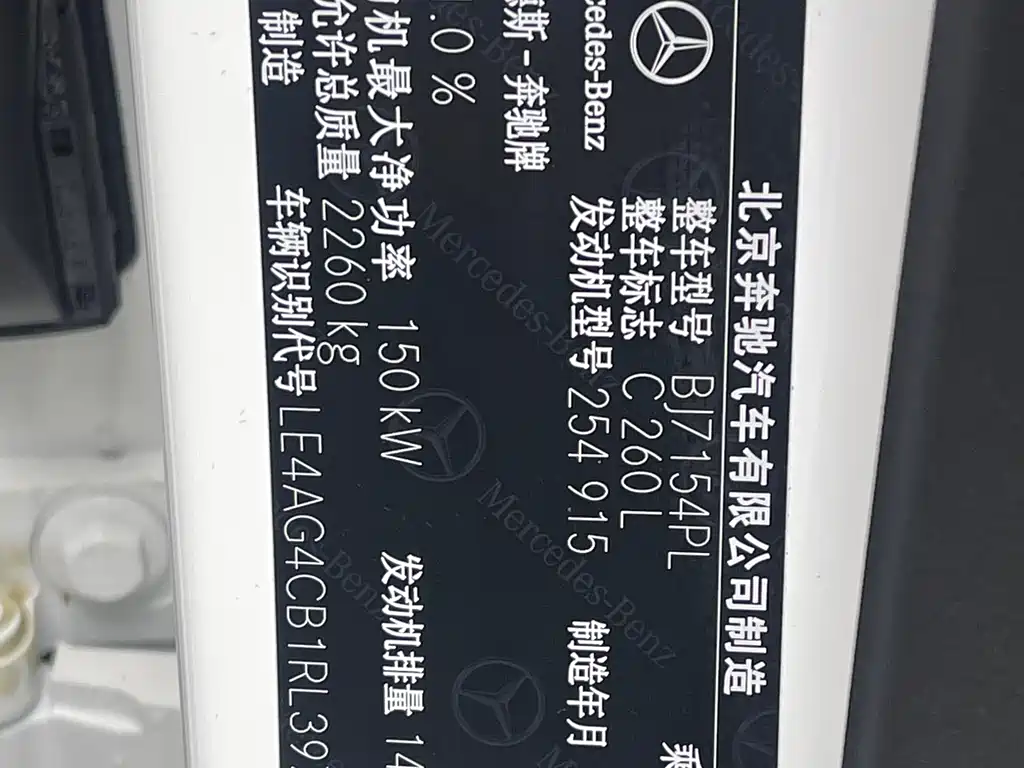 北京奔驰汽车有限公司制造
整车型号 BJ7154PL
整车标志 C 260 L
发动机型号 254 915 制造年月
cedes-Benz
斯-奔驰牌
.0 %
机最大净功率 150 kW 发动机排量 14
允许总质量 2260 kg
制造
车辆识别代号 LE4AG4CB1RL39
Mercedes-Benz
Mercedes-Benz